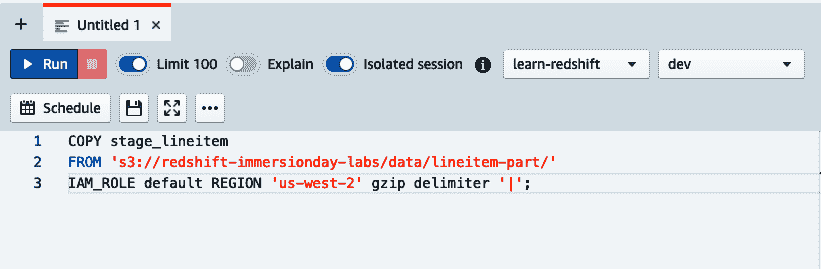 + Untitled 1 ×
Run Limit 100 Explain Isolated session i learn-redshift dev
Schedule ...
1 COPY stage_lineitem
2 FROM 's3://redshift-immersionday-labs/data/lineitem-part/'
3 IAM_ROLE default REGION 'us-west-2' gzip delimiter '|';